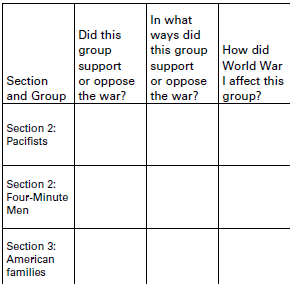 Section
and Group
Did this
group
support
or oppose
the war?
In what
ways did
this group
support
or oppose
the war?
How did
World War
I affect this
group?
Section 2:
Pacifists
Section 2:
Four-Minute
Men
Section 3:
American
families